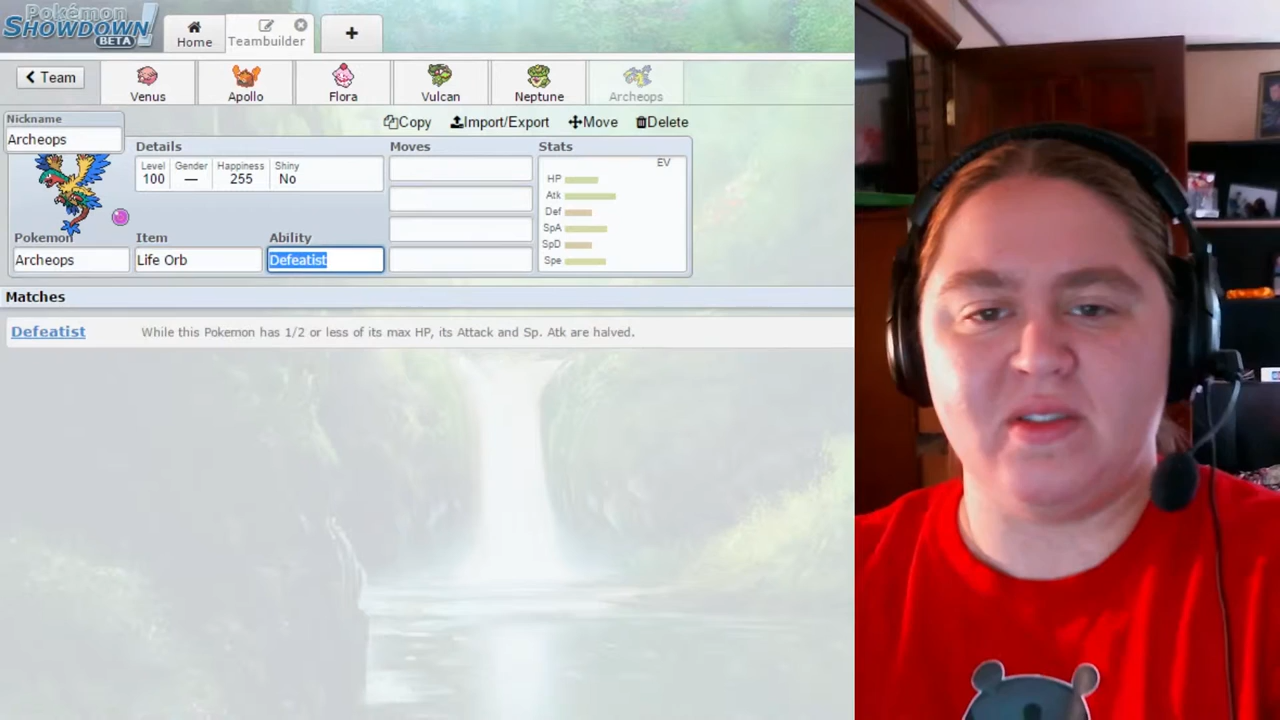 Pokémon
SHOWDOWN!
BETA
Home
Teambuilder
Team
Venus
Apollo
Flora
Vulcan
Neptune
Archeops
Nickname
Archeops
Copy
Import/Export
Move
Delete
Details
Moves
Stats
Level
Gender
Happiness
Shiny
100
—
255
No
EV
HP
Atk
Def
SpA
SpD
Spe
Pokemon
Item
Ability
Archeops
Life Orb
Defeatist
Matches
Defeatist
While this Pokemon has 1/2 or less of its max HP, its Attack and Sp. Atk are halved.